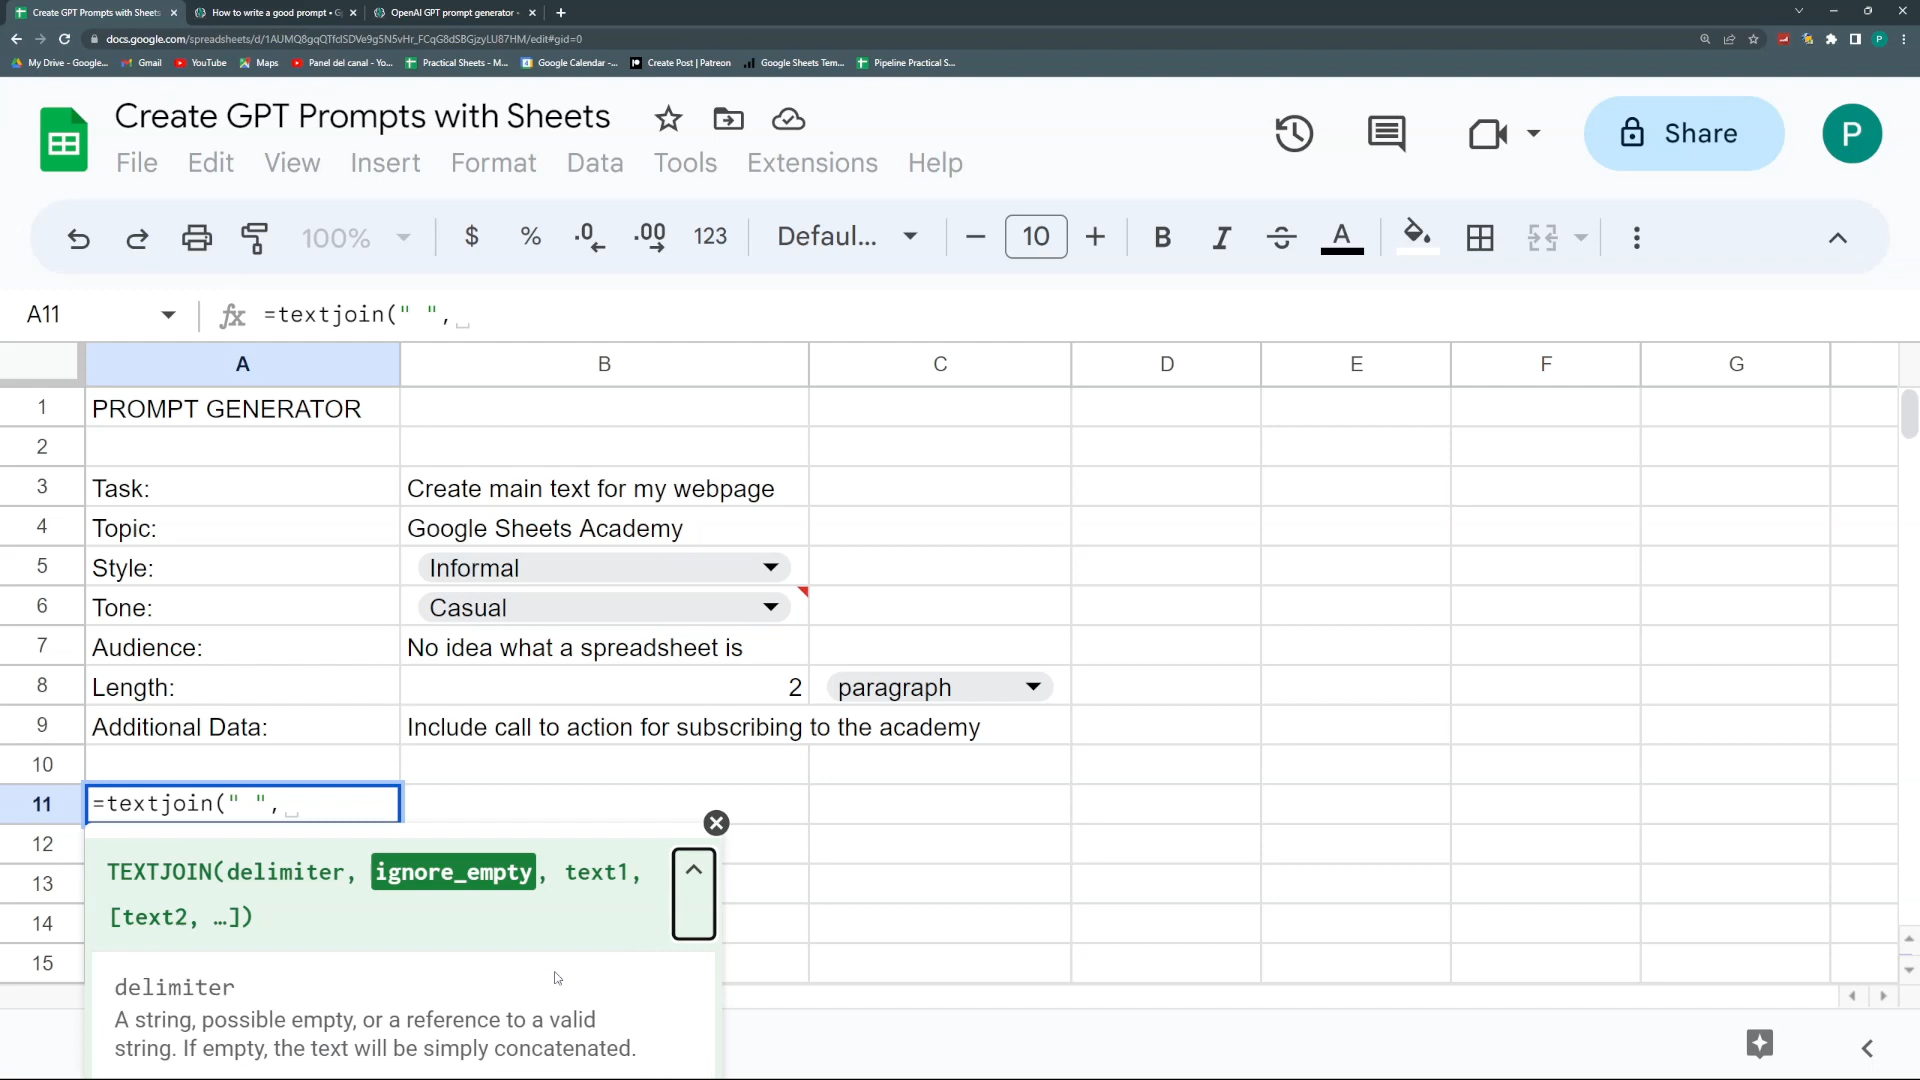 Create GPT Prompts with Sheets
How to write a good prompt •
OpenAI GPT prompt generator -
docs.google.com/spreadsheets/d/1AUMQ8gqQTfclSDVe9g5N5vHr_FCqG8dSBGjzyLU87HM/edit#gid=0
P
My Drive - Google...
Gmail
YouTube
Maps
Panel del canal - Yo...
Practical Sheets - M...
Google Calendar -...
Create Post | Patreon
Google Sheets Tem...
Pipeline Practical S...
Create GPT Prompts with Sheets
File Edit View Insert Format Data Tools Extensions Help
Share
P
100%
$ % .0 .00 123
Defaul...
10
B I S A
A11
fx =textjoin(" ",
A B C D E F G
1 PROMPT GENERATOR
2
3 Task: Create main text for my webpage
4 Topic: Google Sheets Academy
5 Style: Informal
6 Tone: Casual
7 Audience: No idea what a spreadsheet is
8 Length: 2 paragraph
9 Additional Data: Include call to action for subscribing to the academy
10
11 =textjoin(" ",
12
13
14
15
TEXTJOIN(delimiter, ignore_empty, text1,
[text2, …])
delimiter
A string, possible empty, or a reference to a valid
string. If empty, the text will be simply concatenated.